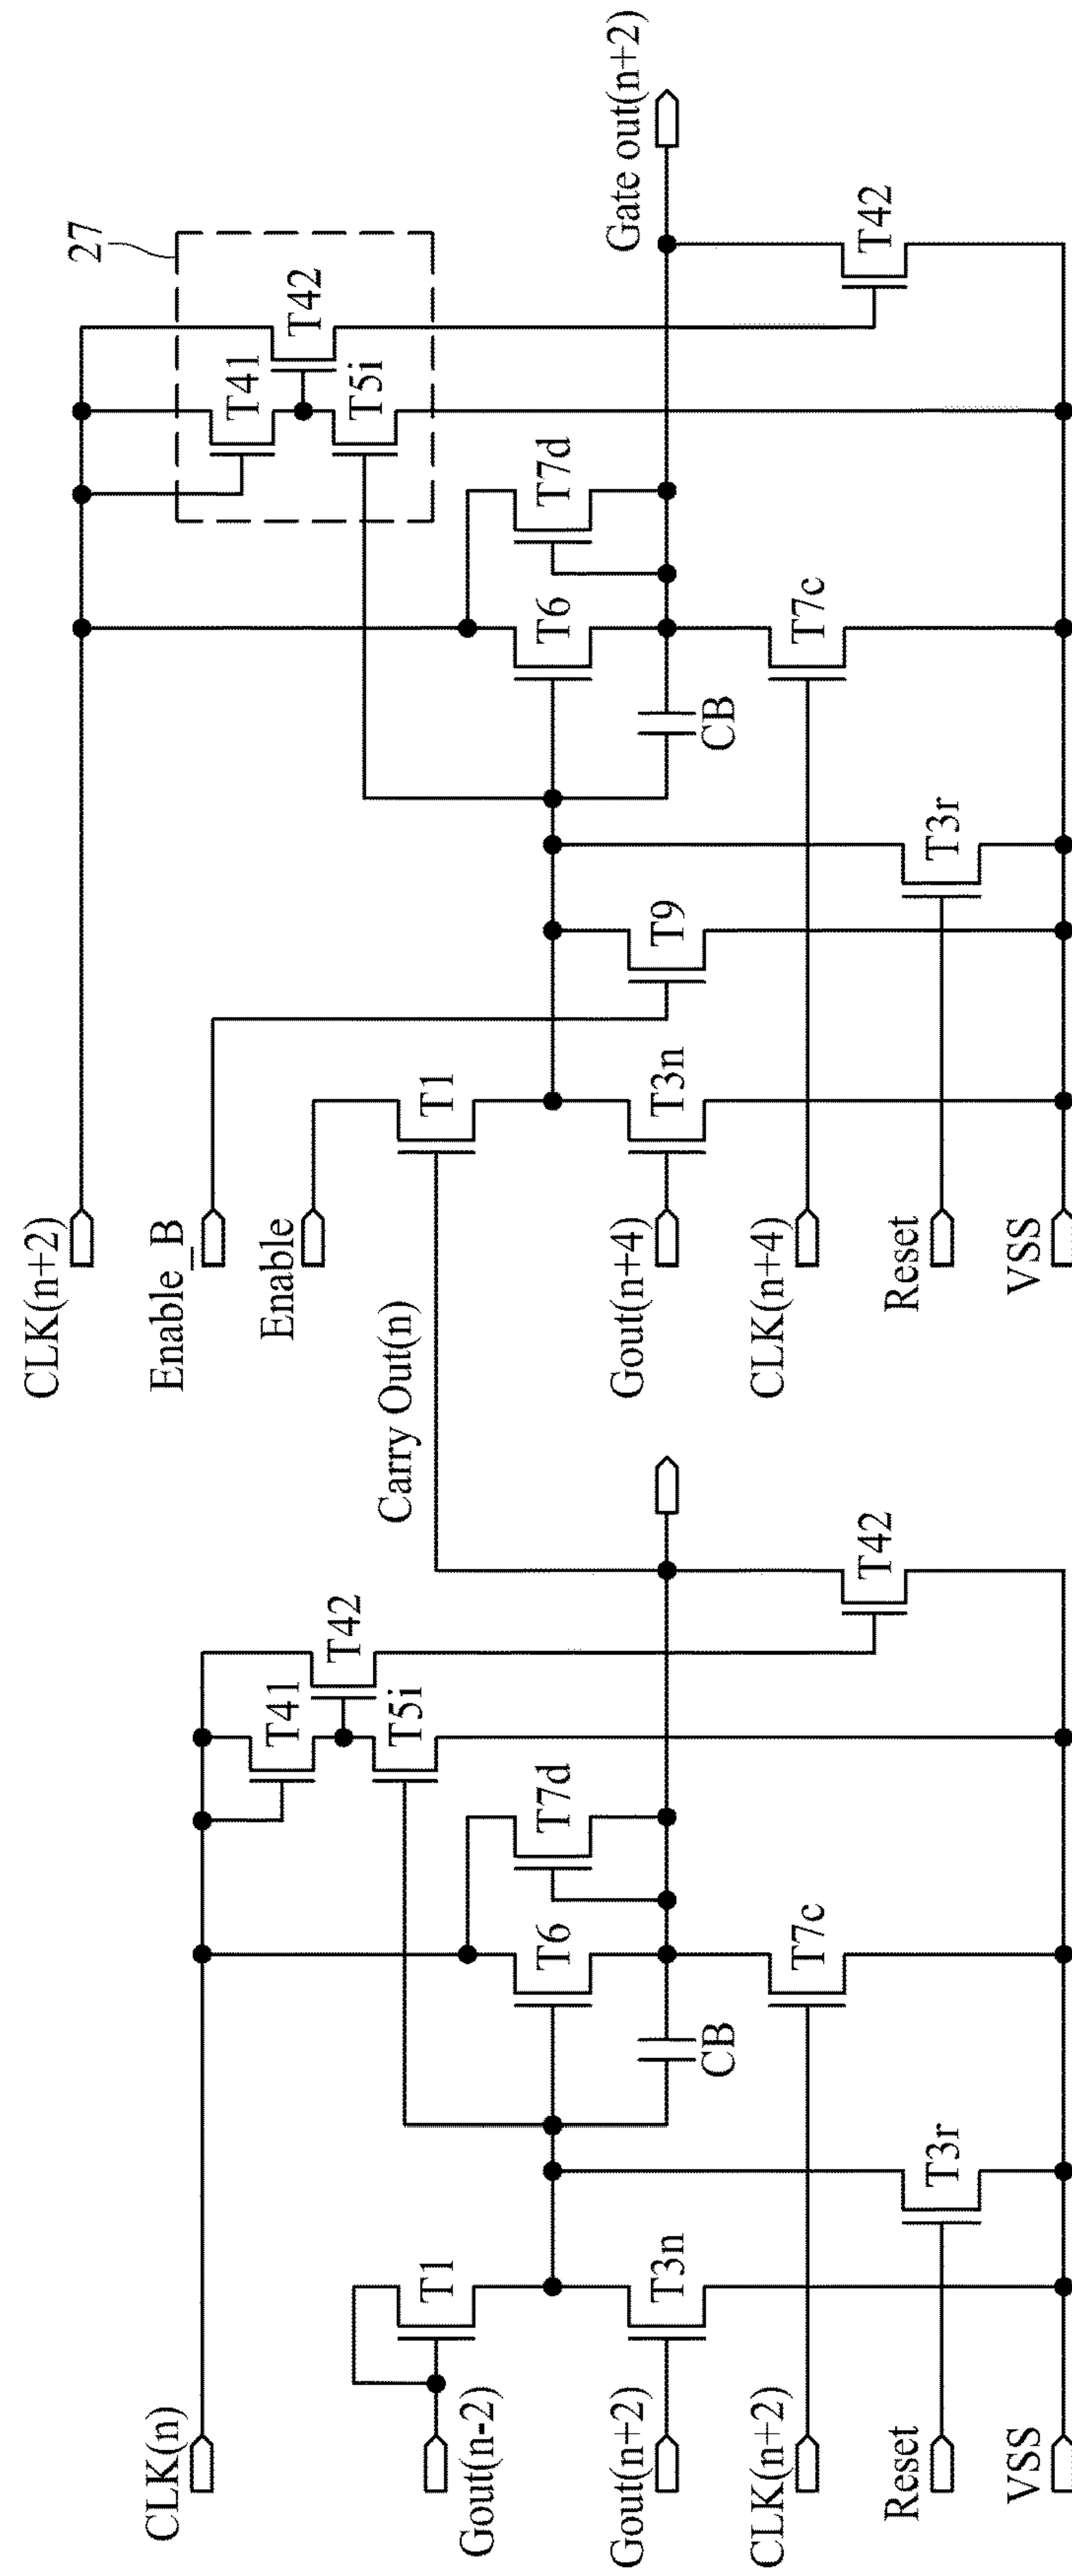 CLK(n)
Gout(n-2)
Gout(n+2)
CLK(n+2)
Reset
VSS
T1
T3n
T3r
CB
T6
T7c
T7d
T41
T5i
T42
T42
Carry Out(n)
CLK(n+2)
Enable_B
Enable
Gout(n+4)
CLK(n+4)
Reset
VSS
T1
T3n
T9
T3r
CB
T6
T7c
T7d
T41
T5i
T42
27
T42
Gate out(n+2)